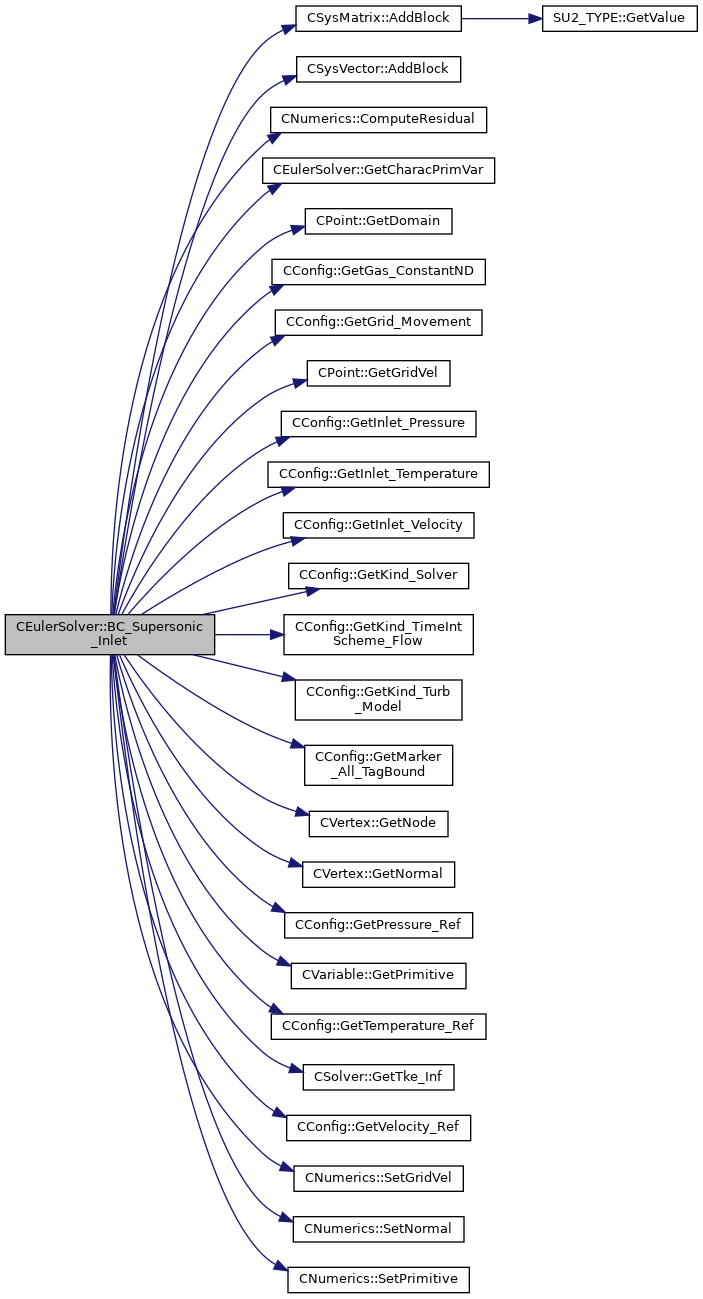 CSysMatrix::AddBlock
SU2_TYPE::GetValue
CSysVector::AddBlock
CNumerics::ComputeResidual
CEulerSolver::GetCharacPrimVar
CPoint::GetDomain
CConfig::GetGas_ConstantND
CConfig::GetGrid_Movement
CPoint::GetGridVel
CConfig::GetInlet_Pressure
CConfig::GetInlet_Temperature
CConfig::GetInlet_Velocity
CConfig::GetKind_Solver
CEulerSolver::BC_Supersonic
_Inlet
CConfig::GetKind_TimeInt
Scheme_Flow
CConfig::GetKind_Turb
_Model
CConfig::GetMarker
_All_TagBound
CVertex::GetNode
CVertex::GetNormal
CConfig::GetPressure_Ref
CVariable::GetPrimitive
CConfig::GetTemperature_Ref
CSolver::GetTke_Inf
CConfig::GetVelocity_Ref
CNumerics::SetGridVel
CNumerics::SetNormal
CNumerics::SetPrimitive